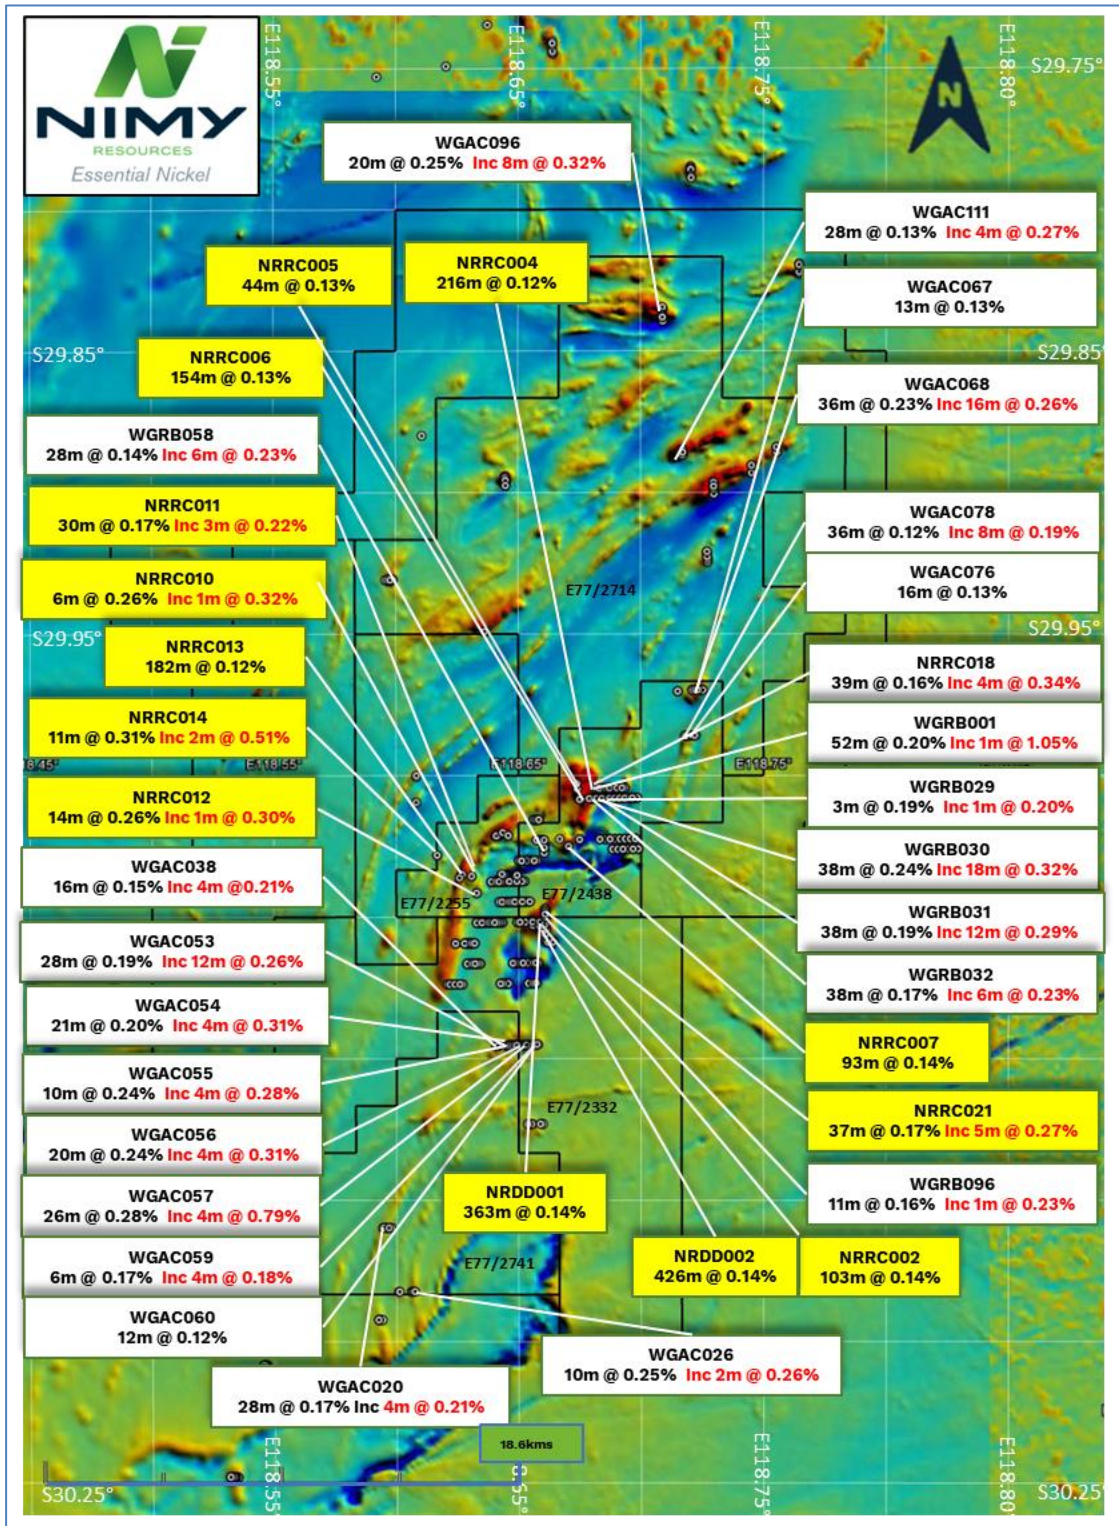 NIMY
RESOURCES
Essential Nickel
E118.55°
E118.65°
E118.75°
E118.80°
S29.75°
N
WGAC096
20m @ 0.25% Inc 8m @ 0.32%
WGAC111
28m @ 0.13% Inc 4m @ 0.27%
NRRC005
44m @ 0.13%
NRRC004
216m @ 0.12%
WGAC067
13m @ 0.13%
S29.85°
S29.85°
NRRC006
154m @ 0.13%
WGAC068
36m @ 0.23% Inc 16m @ 0.26%
WGRB058
28m @ 0.14% Inc 6m @ 0.23%
NRRC011
30m @ 0.17% Inc 3m @ 0.22%
WGAC078
36m @ 0.12% Inc 8m @ 0.19%
NRRC010
6m @ 0.26% Inc 1m @ 0.32%
WGAC076
16m @ 0.13%
E77/2714
S29.95°
S29.95°
NRRC013
182m @ 0.12%
NRRC018
39m @ 0.16% Inc 4m @ 0.34%
NRRC014
11m @ 0.31% Inc 2m @ 0.51%
WGRB001
52m @ 0.20% Inc 1m @ 1.05%
18.45°
E118.55°
E118.65°
E118.75°
NRRC012
14m @ 0.26% Inc 1m @ 0.30%
WGRB029
3m @ 0.19% Inc 1m @ 0.20%
WGRB030
38m @ 0.24% Inc 18m @ 0.32%
WGAC038
16m @ 0.15% Inc 4m @0.21%
E77/2255
E77/2438
WGRB031
38m @ 0.19% Inc 12m @ 0.29%
WGAC053
28m @ 0.19% Inc 12m @ 0.26%
WGRB032
38m @ 0.17% Inc 6m @ 0.23%
WGAC054
21m @ 0.20% Inc 4m @ 0.31%
NRRC007
93m @ 0.14%
WGAC055
10m @ 0.24% Inc 4m @ 0.28%
E77/2332
NRRC021
37m @ 0.17% Inc 5m @ 0.27%
WGAC056
20m @ 0.24% Inc 4m @ 0.31%
WGRB096
11m @ 0.16% Inc 1m @ 0.23%
WGAC057
26m @ 0.28% Inc 4m @ 0.79%
NRDD001
363m @ 0.14%
WGAC059
6m @ 0.17% Inc 4m @ 0.18%
E77/2741
NRDD002
426m @ 0.14%
NRRC002
103m @ 0.14%
WGAC060
12m @ 0.12%
WGAC026
10m @ 0.25% Inc 2m @ 0.26%
WGAC020
28m @ 0.17% Inc 4m @ 0.21%
18.6kms
E118.55°
8.55°
E118.75°
E118.80°
S30.25°
S30.25°